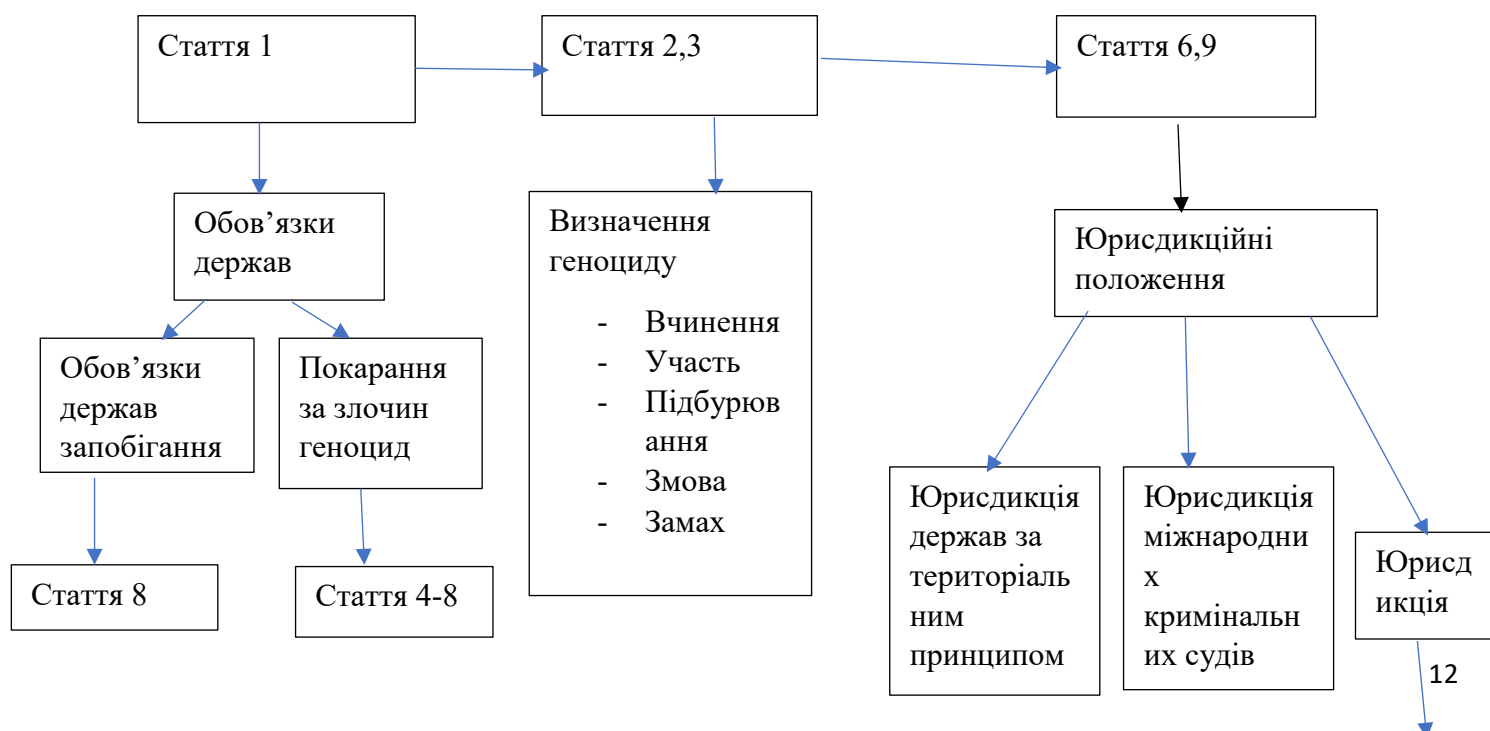 Стаття 1
Стаття 2,3
Стаття 6,9
Обов’язки
держав
Визначення
геноциду
- Вчинення
- Участь
- Підбурюв
ання
- Змова
- Замах
Юрисдикційні
положення
Обов’язки
держав
запобігання
Покарання
за злочин
геноцид
Стаття 8
Стаття 4-8
Юрисдикція
держав за
територіаль
ним
принципом
Юрисдикція
міжнародни
х
кримінальн
их судів
Юрисд
икція
12